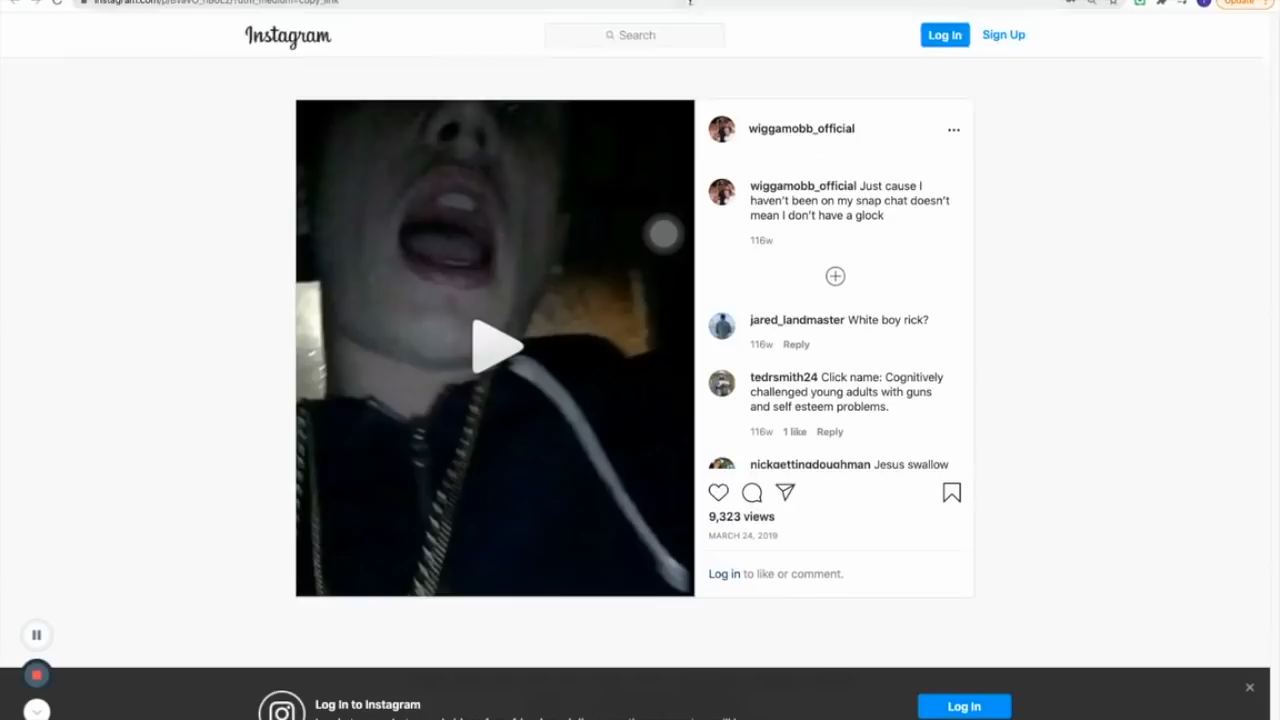 Update
Instagram
Search
Log In
Sign Up
wiggamobb_official
wiggamobb_official Just cause I
haven't been on my snap chat doesn't
mean I don't have a glock
116w
jared_landmaster White boy rick?
116w Reply
tedrsmith24 Click name: Cognitively
challenged young adults with guns
and self esteem problems.
116w 1 like Reply
nickgettingdoughman Jesus swallow
9,323 views
MARCH 24, 2019
Log in to like or comment.
Log In to Instagram
Log In